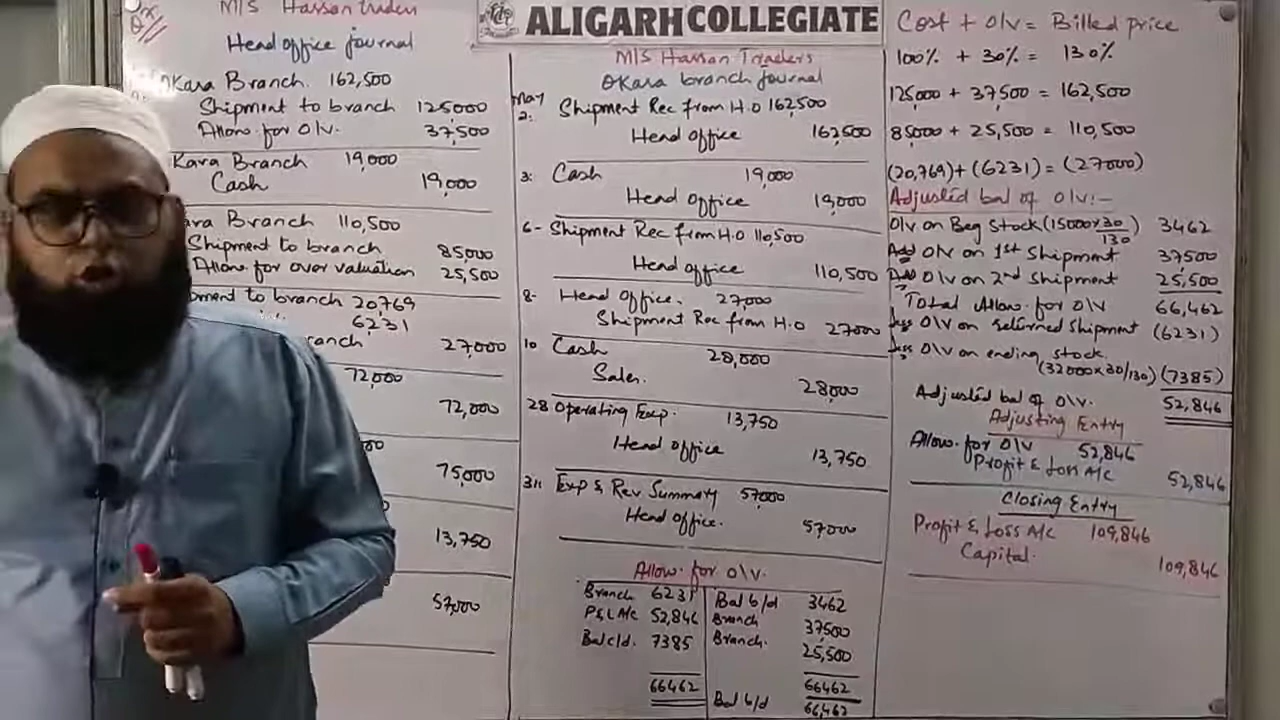 M/S Hassan traders
Head office journal
Okara Branch. 162,500
Shipment to branch 125000
Allow. for O/V. 37,500
Kara Branch 19,000
Cash 19,000
ara Branch 110,500
Shipment to branch 85000
Allow. for over valuation 25,500
pment to branch 20,769
6231
ranch 27,000
72,000
72,000
75,000
13,750
57,000
ALIGARH COLLEGIATE
M/S Hassan Traders
Okara branch journal
May
2. Shipment Rec from H.O 162500
Head office 162,500
3. Cash 19,000
Head office 19,000
6- Shipment Rec from H.O 110,500
Head office 110,500
8- Head Office. 27,000
Shipment Rec from H.O 27000
10 Cash 28,000
Sales. 28,000
28 Operating Exp. 13,750
Head office 13,750
31. Exp & Rev Summary 57,000
Head office. 57,000
Allow. for O/V.
Branch 6231 Bal b/d 3462
P&L A/c 52,846 Branch 37500
Bal c/d. 7385 Branch. 25,500
66462 66462
Bal b/d 66,462
Cost + O/V = Billed price
100% + 30% = 130%
125,000 + 37,500 = 162,500
85000 + 25,500 = 110,500
(20,769) + (6231) = (27000)
Adjusted bal of O/V:-
O/V on Beg Stock (15000x30/130) 3462
Add O/V on 1st Shipment 37500
Add O/V on 2nd Shipment 25,500
Total Allow. for O/V 66,462
Less O/V on returned Shipment (6231)
Less O/V on ending stock
(32000x30/130) (7385)
Adjusted bal of O/V. 52,846
Adjusting Entry
Allow. for O/V 52,846
Profit & Loss A/c 52,846
Closing Entry
Profit & Loss A/c 109,846
Capital. 109,846